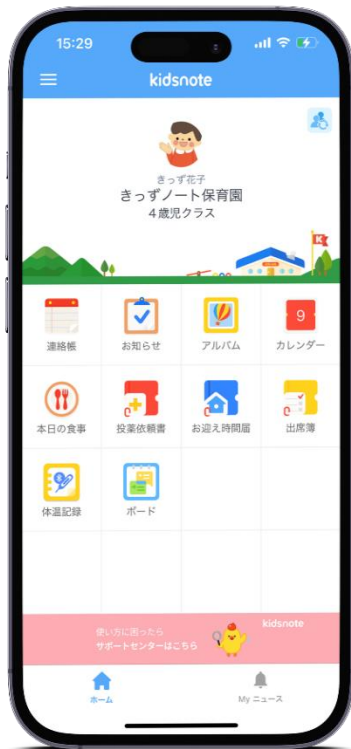 15:29
kidsnote
きっず花子
きっずノート保育園
4歳児クラス
K
連絡帳
お知らせ
アルバム
9
カレンダー
本日の食事
投薬依頼書
お迎え時間届
出席簿
体温記録
ボード
使い方に困ったら
サポートセンターはこちら
kidsnote
ホーム
My ニュース